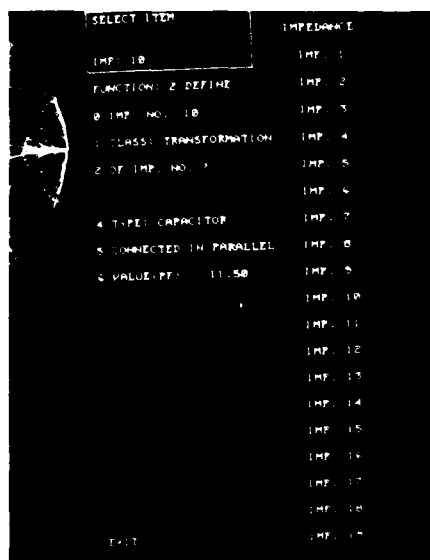 SELECT ITEM
IMP: 10
FUNCTION: 2 DEFINE
0 IMP. NO. 10
1 CLASS: TRANSFORMATION
2 OF IMP. NO. ?
4 TYPE: CAPACITOR
5 CONNECTED IN PARALLEL
6 VALUE(PF) 11.50
EXIT
IMPEDANCE
IMP. 1
IMP. 2
IMP. 3
IMP. 4
IMP. 5
IMP. 6
IMP. 7
IMP. 8
IMP. 9
IMP. 10
IMP. 11
IMP. 12
IMP. 13
IMP. 14
IMP. 15
IMP. 16
IMP. 17
IMP. 18
IMP. 19